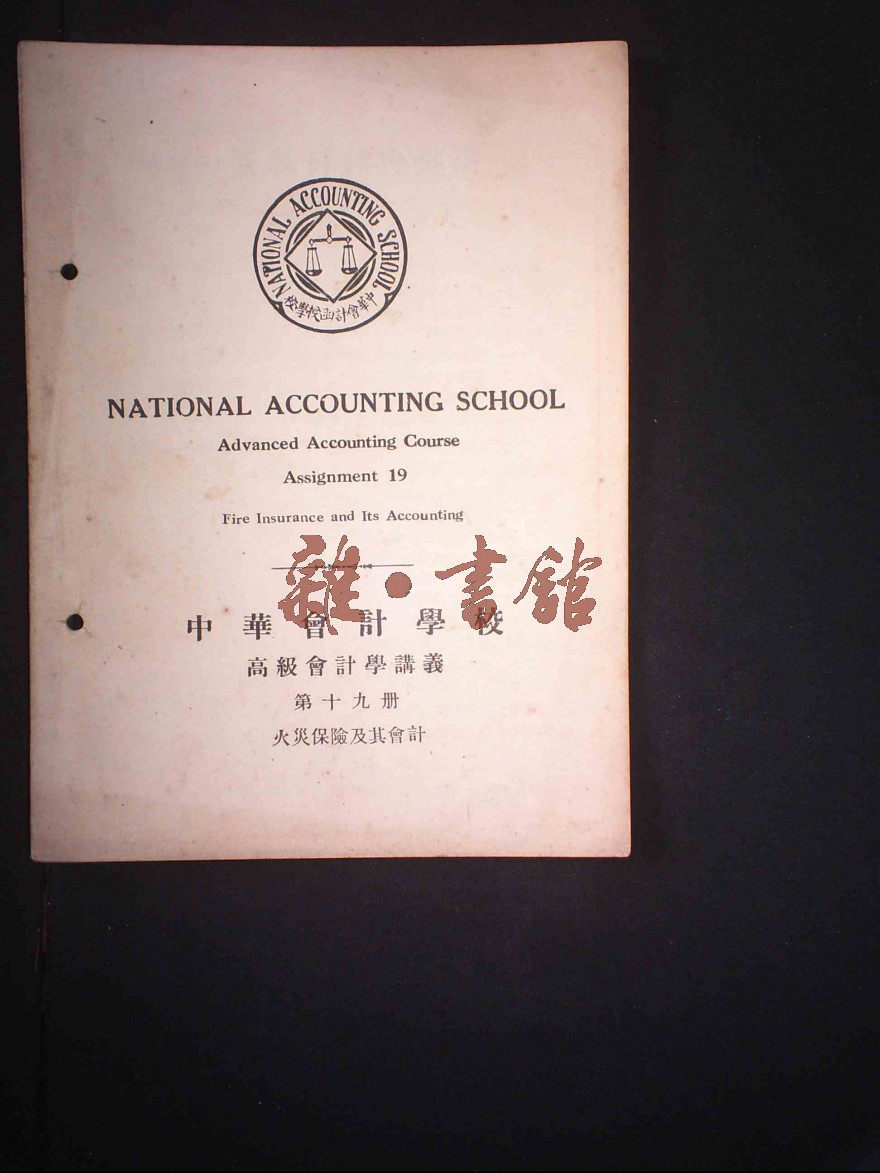 NATIONAL ACCOUNTING SCHOOL
中華會計函授學校
NATIONAL ACCOUNTING SCHOOL
Advanced Accounting Course
Assignment 19
Fire Insurance and Its Accounting
雜·書館
中華會計學校
高級會計學講義
第十九册
火災保險及其會計